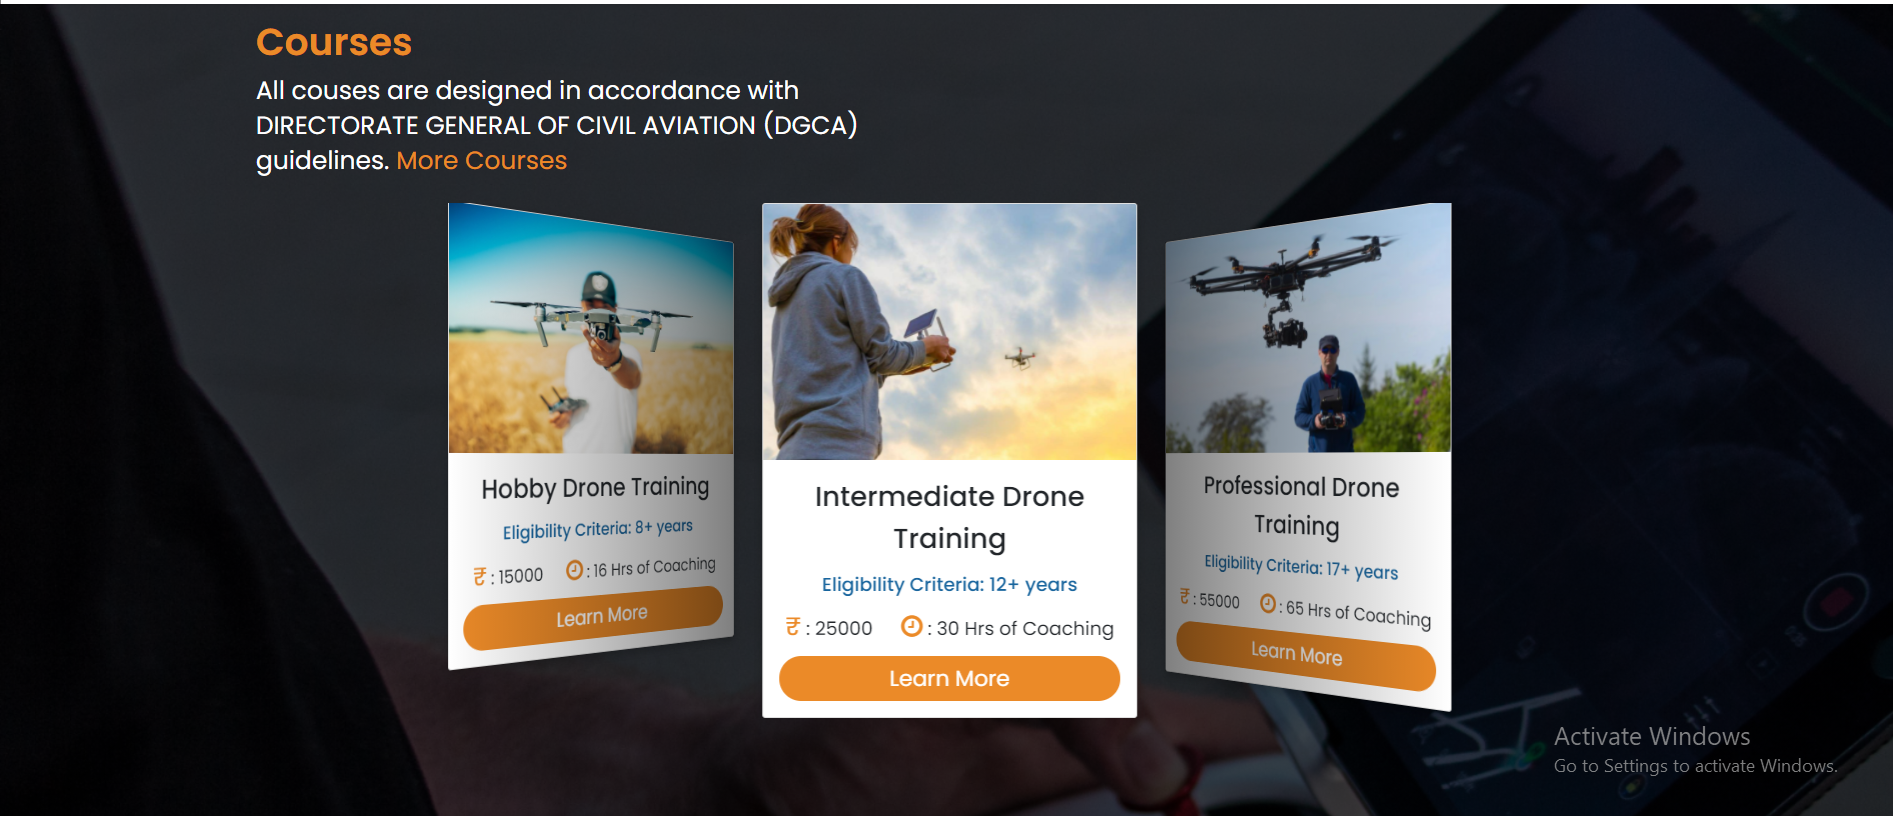 Courses
All couses are designed in accordance with
DIRECTORATE GENERAL OF CIVIL AVIATION (DGCA)
guidelines. More Courses
Hobby Drone Training
Eligibility Criteria: 8+ years
₹ : 15000 : 16 Hrs of Coaching
Learn More
Intermediate Drone
Training
Eligibility Criteria: 12+ years
₹ : 25000 : 30 Hrs of Coaching
Learn More
Professional Drone
Training
Eligibility Criteria: 17+ years
₹ : 55000 : 65 Hrs of Coaching
Learn More
Activate Windows
Go to Settings to activate Windows.